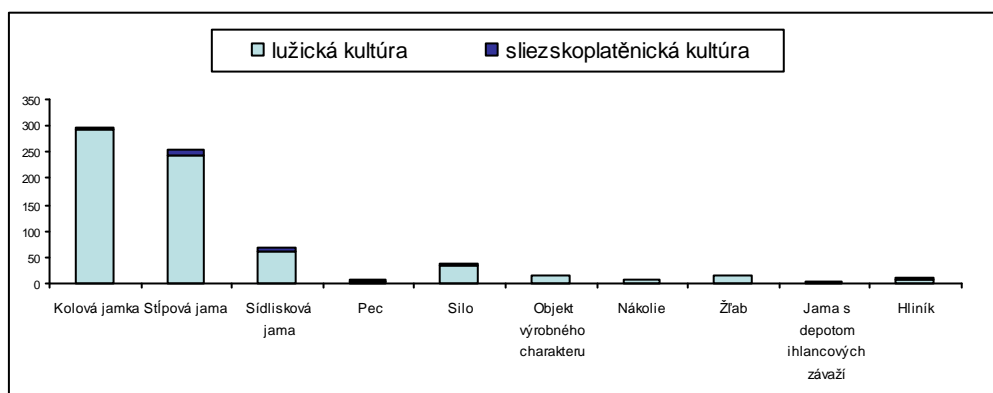 lužická kultúra sliezskoplatěnická kultúra
350
300
250
200
150
100
50
0
Kolová jamka Stĺpová jama Sídlisková Pec Silo Objekt Nákolie Žľab Jama s Hliník
jama výrobného depotom
charakteru ihlancových
závaží